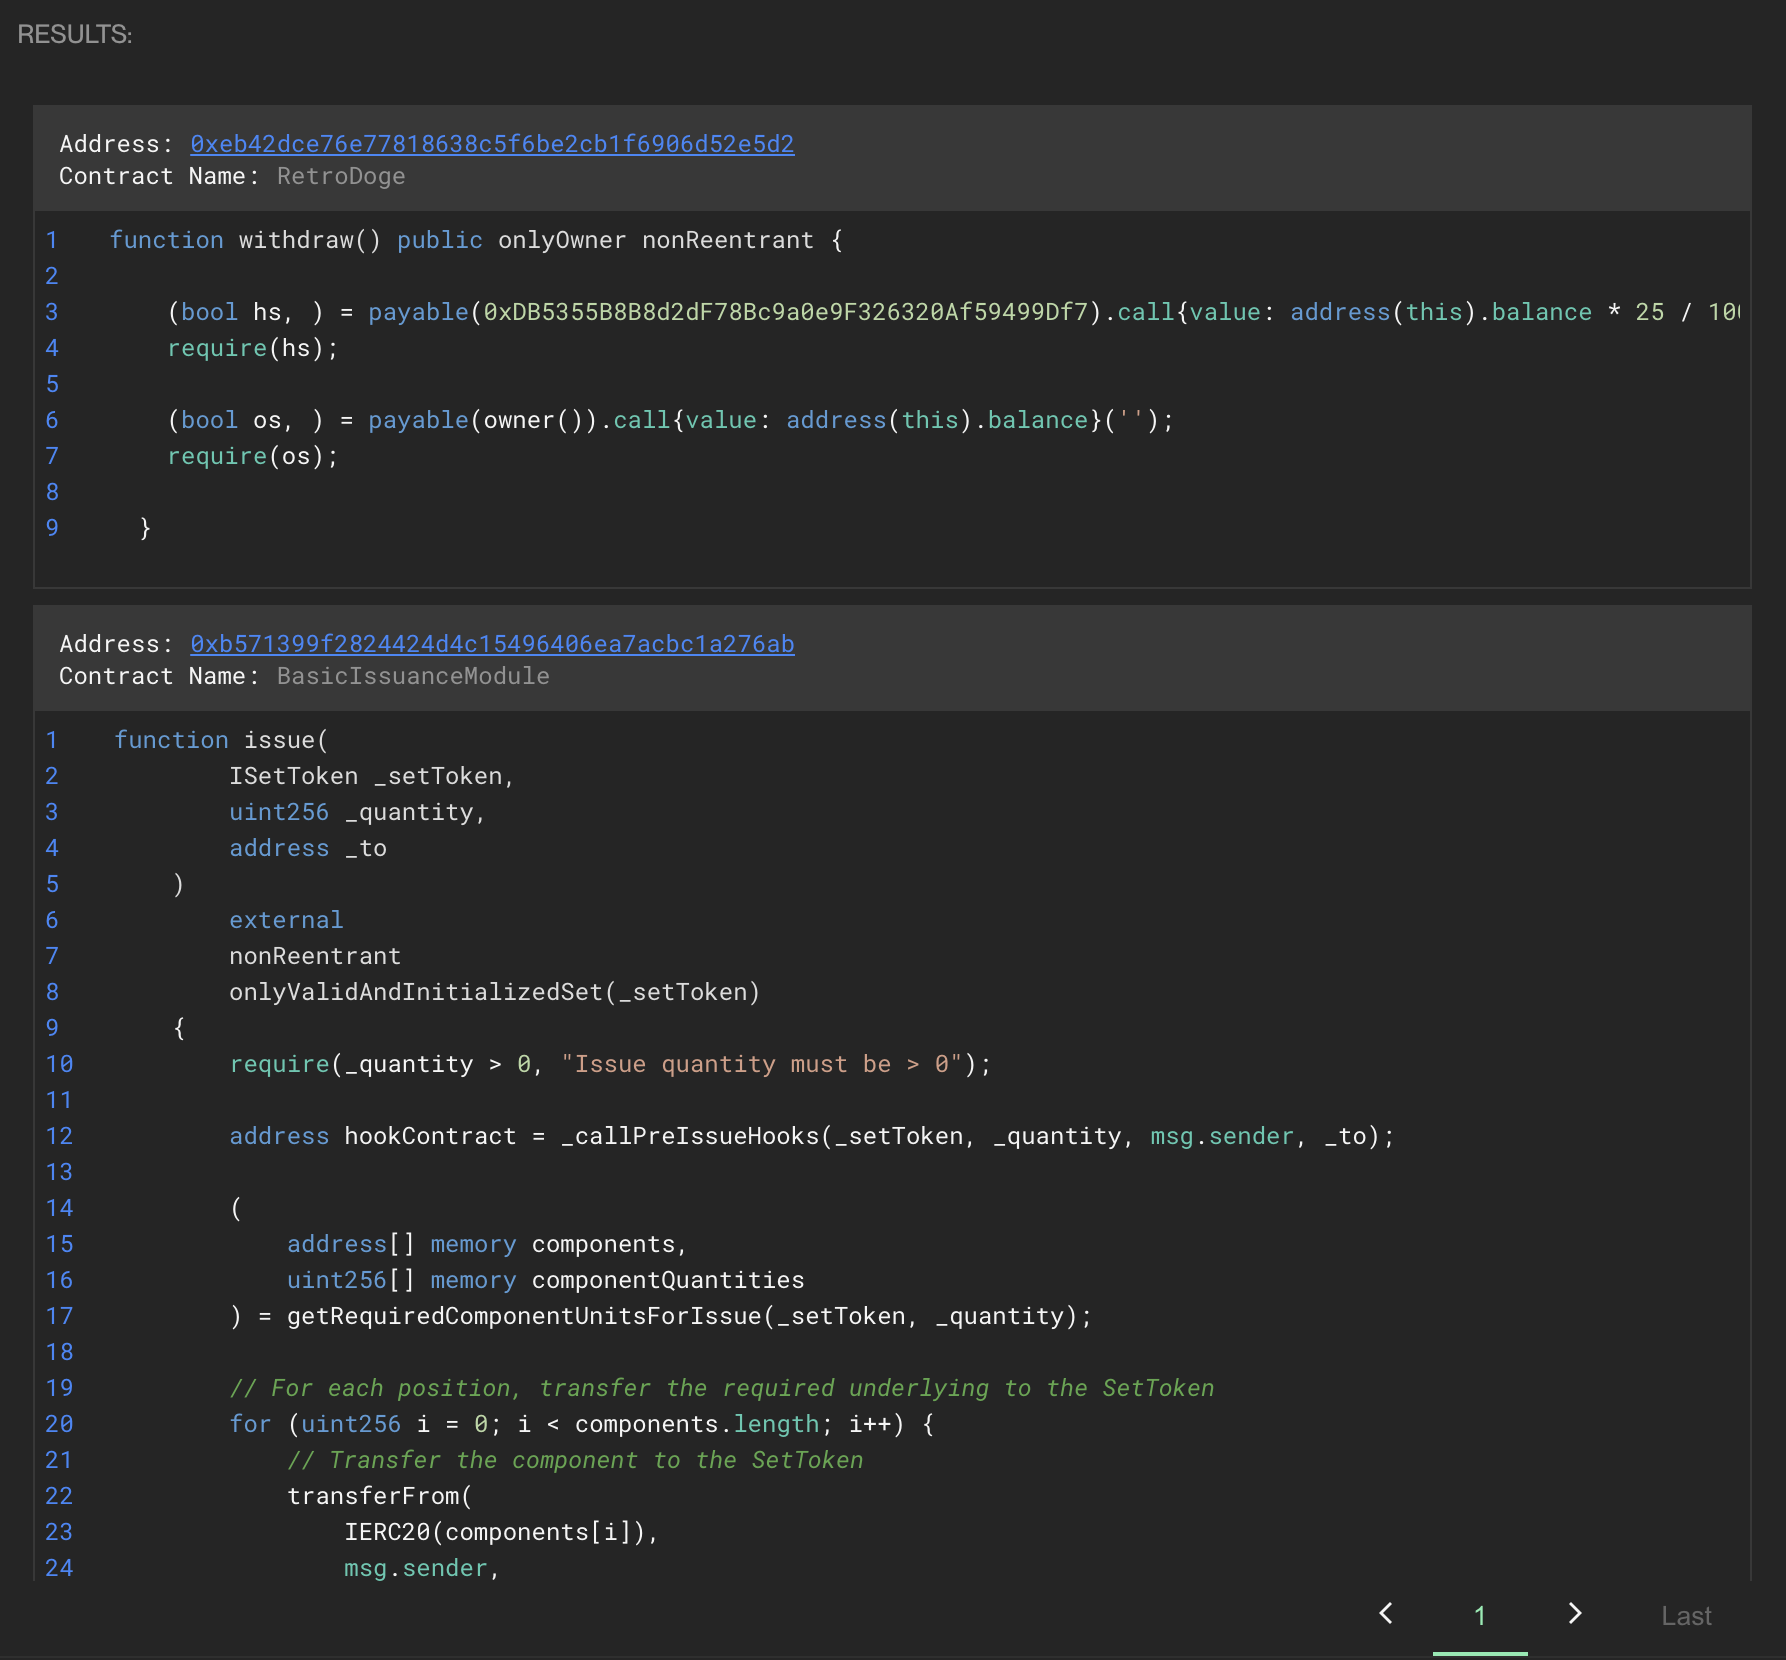 RESULTS:
Address: 0xeb42dce76e77818638c5f6be2cb1f6906d52e5d2
Contract Name: RetroDoge
1 function withdraw() public onlyOwner nonReentrant {
2
3 (bool hs, ) = payable(0xDB5355B8B8d2dF78Bc9a0e9F326320Af59499Df7).call{value: address(this).balance * 25 / 100
4 require(hs);
5
6 (bool os, ) = payable(owner()).call{value: address(this).balance}('');
7 require(os);
8
9 }
Address: 0xb571399f2824424d4c15496406ea7acbc1a276ab
Contract Name: BasicIssuanceModule
1 function issue(
2 ISetToken _setToken,
3 uint256 _quantity,
4 address _to
5 )
6 external
7 nonReentrant
8 onlyValidAndInitializedSet(_setToken)
9 {
10 require(_quantity > 0, "Issue quantity must be > 0");
11
12 address hookContract = _callPreIssueHooks(_setToken, _quantity, msg.sender, _to);
13
14 (
15 address[] memory components,
16 uint256[] memory componentQuantities
17 ) = getRequiredComponentUnitsForIssue(_setToken, _quantity);
18
19 // For each position, transfer the required underlying to the SetToken
20 for (uint256 i = 0; i < components.length; i++) {
21 // Transfer the component to the SetToken
22 transferFrom(
23 IERC20(components[i]),
24 msg.sender,
< 1 > Last